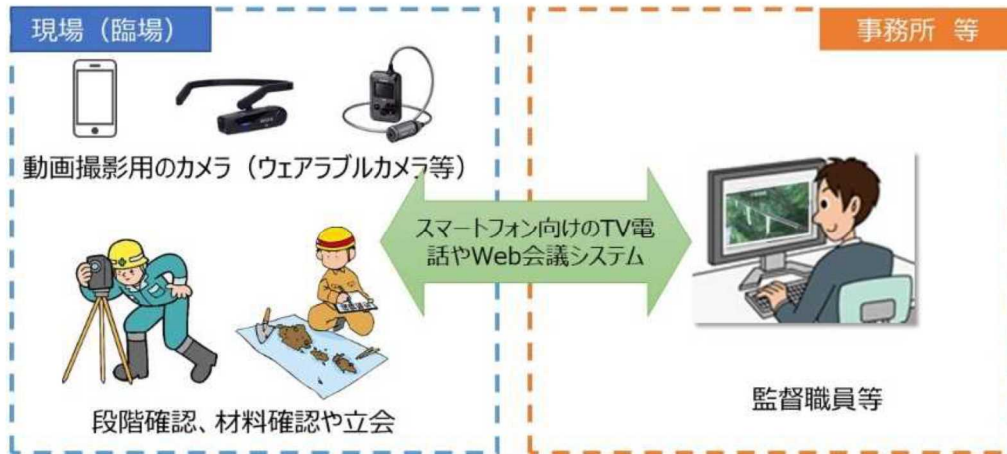 現場（臨場）
事務所 等
動画撮影用のカメラ（ウェアラブルカメラ等）
スマートフォン向けのTV電
話やWeb会議システム
段階確認、材料確認や立会
監督職員等